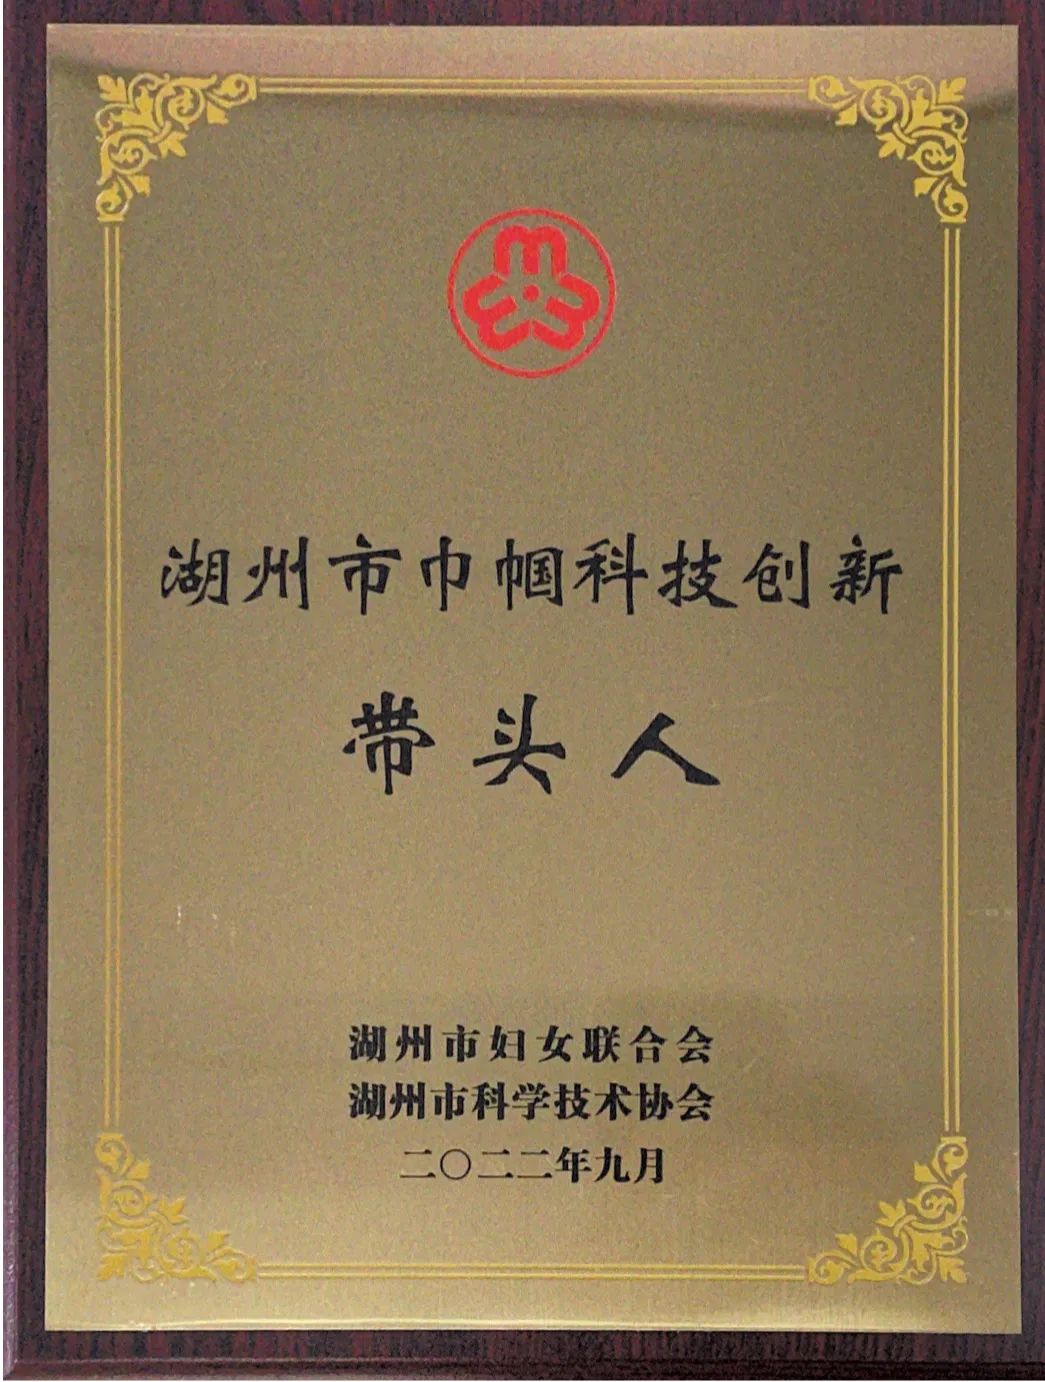 湖州市巾帼科技创新
带头人
湖州市妇女联合会
湖州市科学技术协会
二〇二二年九月